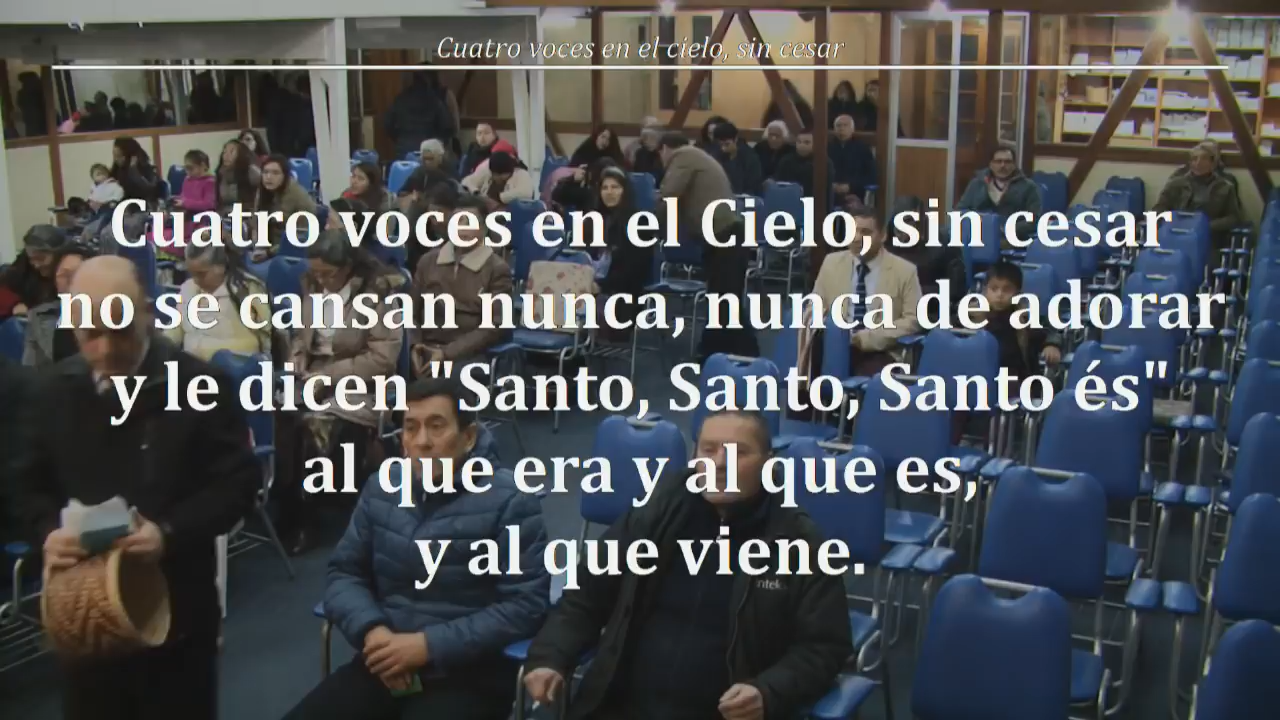 Cuatro voces en el cielo, sin cesar
Cuatro voces en el Cielo, sin cesar
no se cansan nunca, nunca de adorar
y le dicen "Santo, Santo, Santo és"
al que era y al que es,
y al que viene.